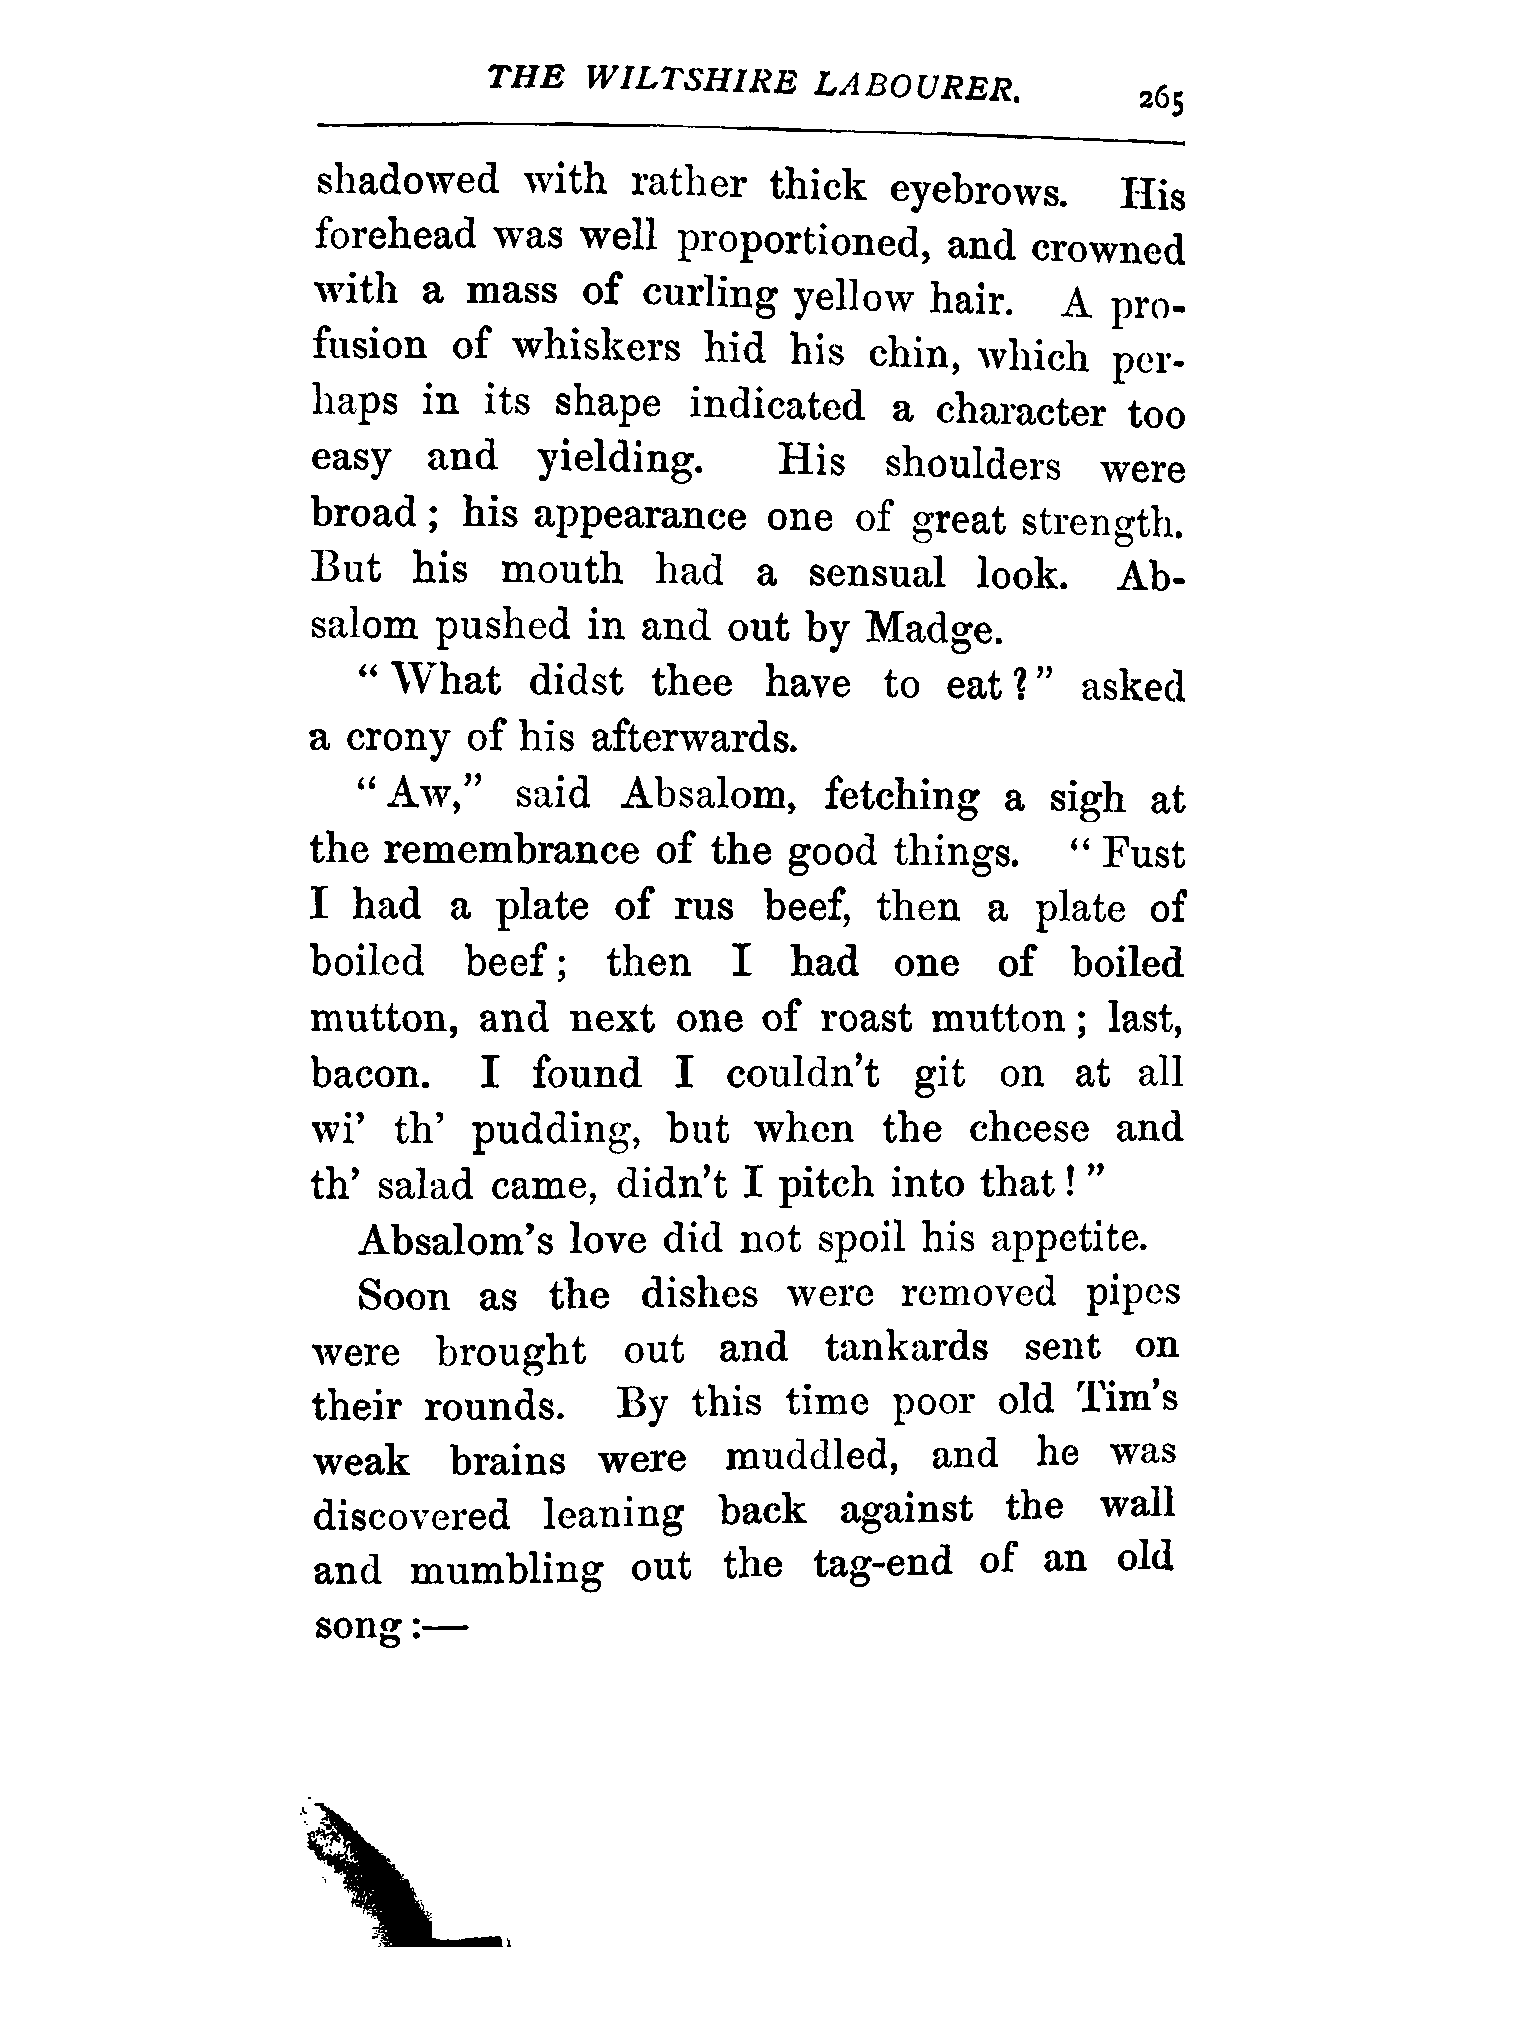 THE WILTSHIRE LABOURER. 265
shadowed with rather thick eyebrows. His
forehead was well proportioned, and crowned
with a mass of curling yellow hair. A pro-
fusion of whiskers hid his chin, which per-
haps in its shape indicated a character too
easy and yielding. His shoulders were
broad; his appearance one of great strength.
But his mouth had a sensual look. Ab-
salom pushed in and out by Madge.
"What didst thee have to eat?" asked
a crony of his afterwards.
"Aw," said Absalom, fetching a sigh at
the remembrance of the good things. "Fust
I had a plate of rus beef, then a plate of
boiled beef; then I had one of boiled
mutton, and next one of roast mutton; last,
bacon. I found I couldn't git on at all
wi' th' pudding, but when the cheese and
th' salad came, didn't I pitch into that!"
Absalom's love did not spoil his appetite.
Soon as the dishes were removed pipes
were brought out and tankards sent on
their rounds. By this time poor old Tim's
weak brains were muddled, and he was
discovered leaning back against the wall
and mumbling out the tag-end of an old
song:—